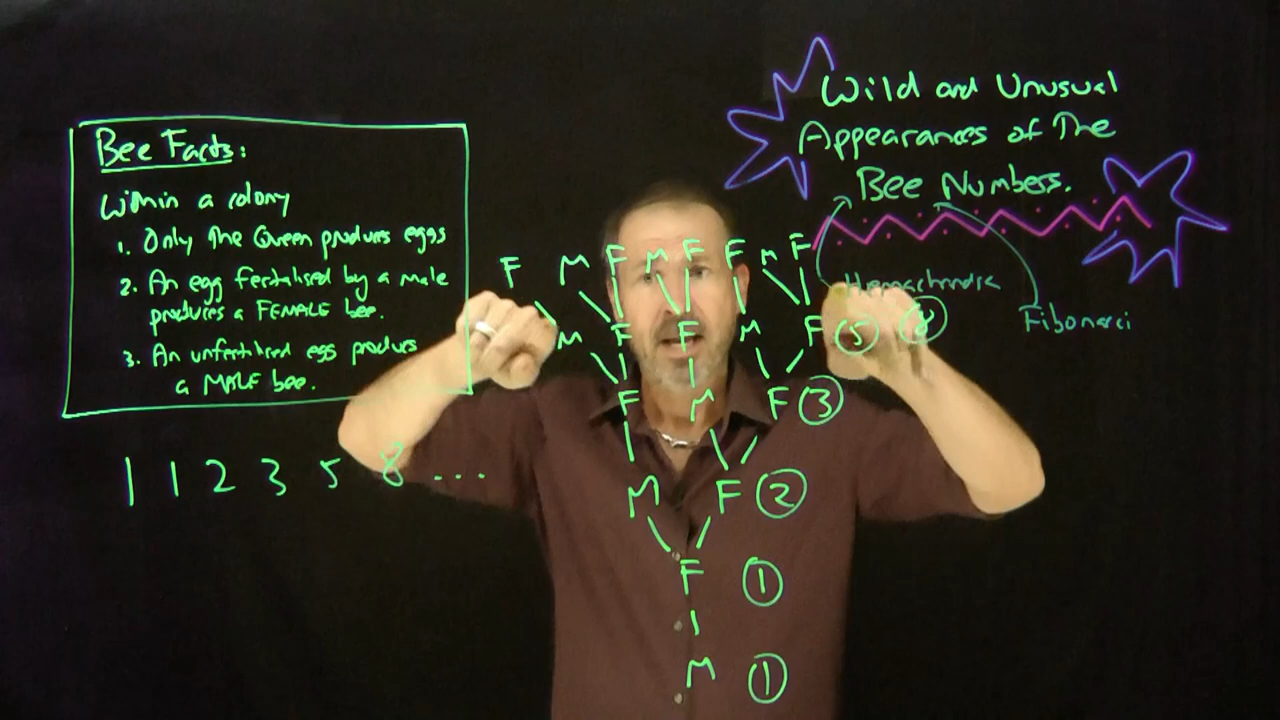 Wild and Unusual
Appearances of The
Bee Numbers.
Hemachandra
Fibonacci
Bee Facts:
Within a colony
1. Only The Queen produces eggs
2. An egg fertilised by a male
produces a FEMALE bee.
3. An unfertilised egg produces
a MALE bee.
1 1 2 3 5 8 ...
F M F M F F M F
M F F M F 5 8
F M F 3
M F 2
F 1
M 1